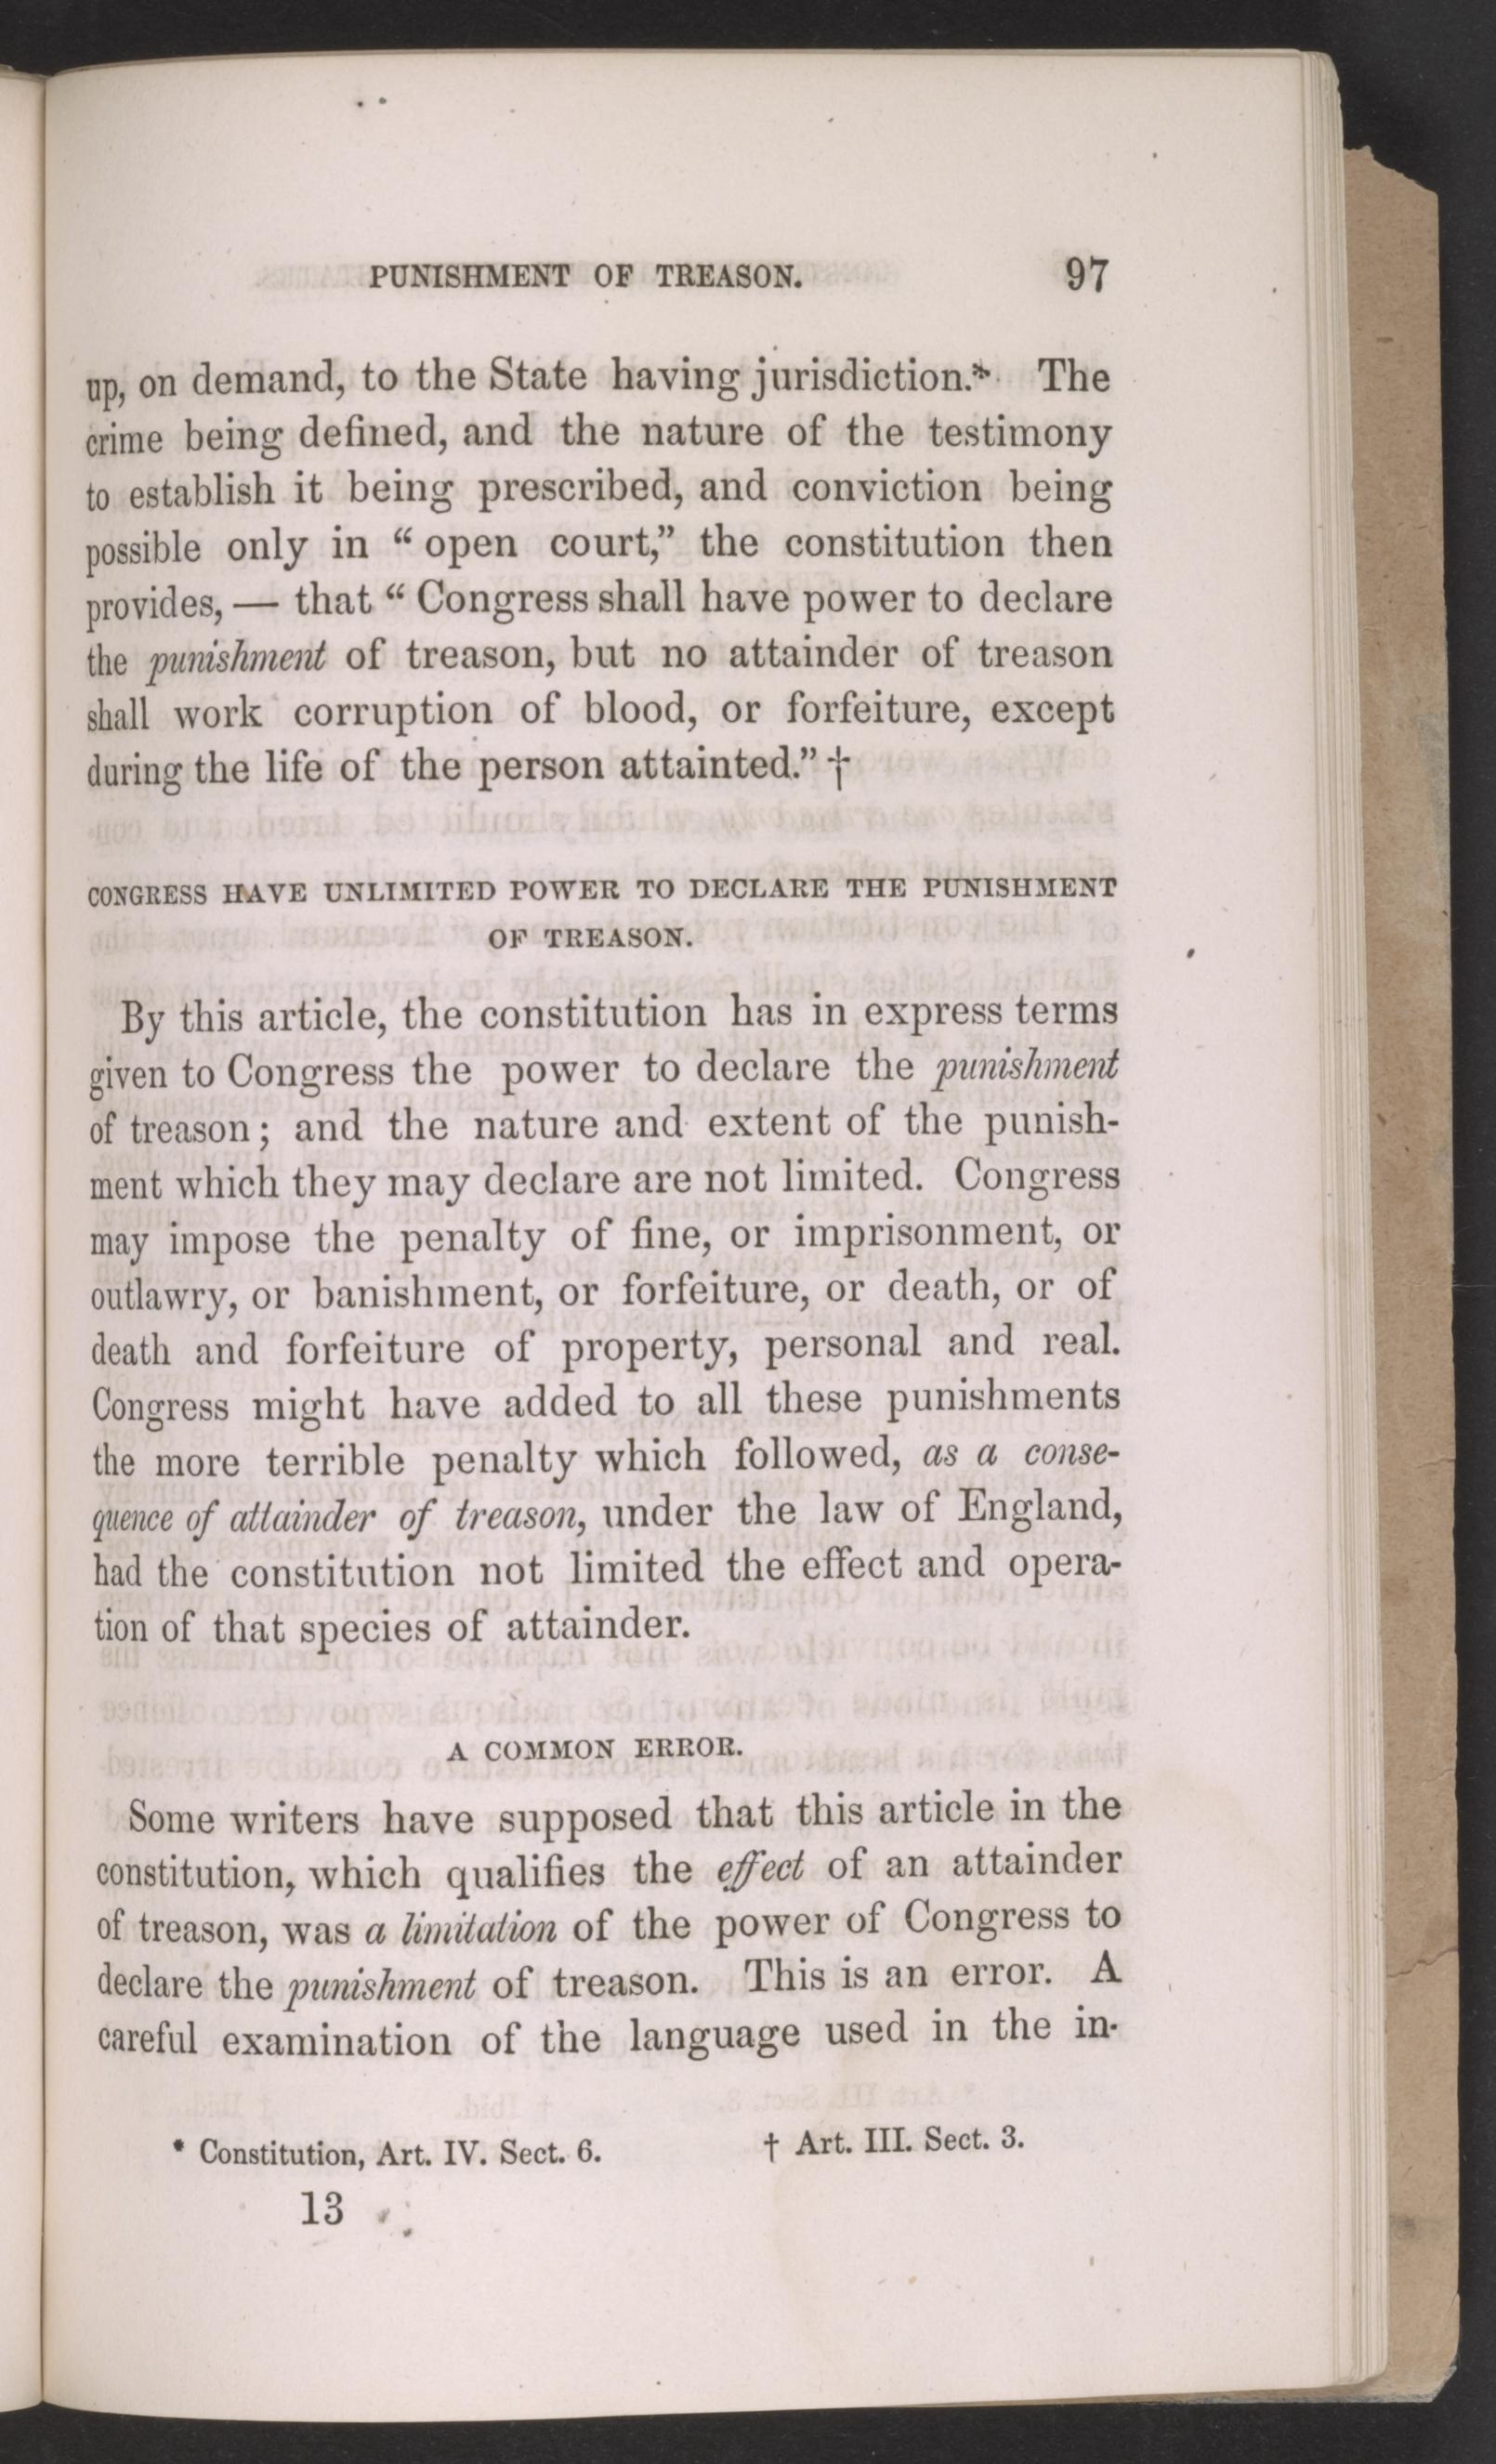 PUNISHMENT OF TREASON. 97
up, on demand, to the State having jurisdiction.* The
crime being defined, and the nature of the testimony
to establish it being prescribed, and conviction being
possible only in “ open court,” the constitution then
provides, — that “ Congress shall have power to declare
the punishment of treason, but no attainder of treason
shall work corruption of blood, or forfeiture, except
during the life of the person attainted.” †
CONGRESS HAVE UNLIMITED POWER TO DECLARE THE PUNISHMENT
OF TREASON.
By this article, the constitution has in express terms
given to Congress the power to declare the punishment
of treason; and the nature and extent of the punish-
ment which they may declare are not limited. Congress
may impose the penalty of fine, or imprisonment, or
outlawry, or banishment, or forfeiture, or death, or of
death and forfeiture of property, personal and real.
Congress might have added to all these punishments
the more terrible penalty which followed, as a conse-
quence of attainder of treason, under the law of England,
had the constitution not limited the effect and opera-
tion of that species of attainder.
A COMMON ERROR.
Some writers have supposed that this article in the
constitution, which qualifies the effect of an attainder
of treason, was a limitation of the power of Congress to
declare the punishment of treason. This is an error. A
careful examination of the language used in the in-
* Constitution, Art. IV. Sect. 6. † Art. III. Sect. 3.
13